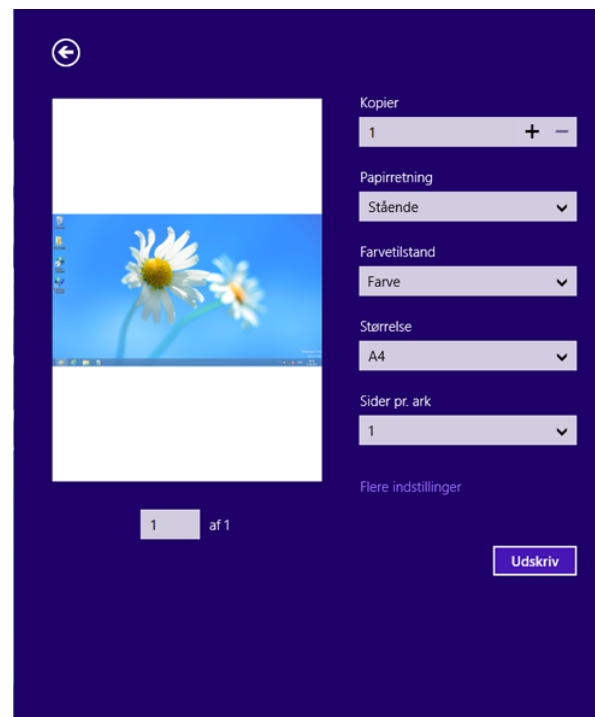 Kopier
1
Papirretning
Stående
Farvetilstand
Farve
Størrelse
A4
Sider pr. ark
1
Flere indstillinger
1 af 1
Udskriv